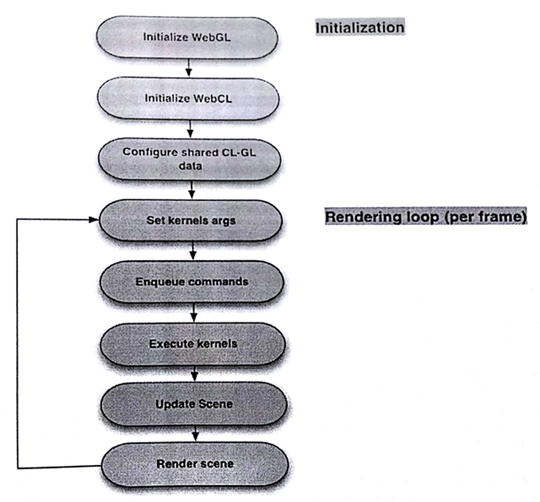 Initialize WebGL
Initialization
Initialize WebCL
Configure shared CL-GL
data
Set kernels args
Rendering loop (per frame)
Enqueue commands
Execute kernels
Update Scene
Render scene